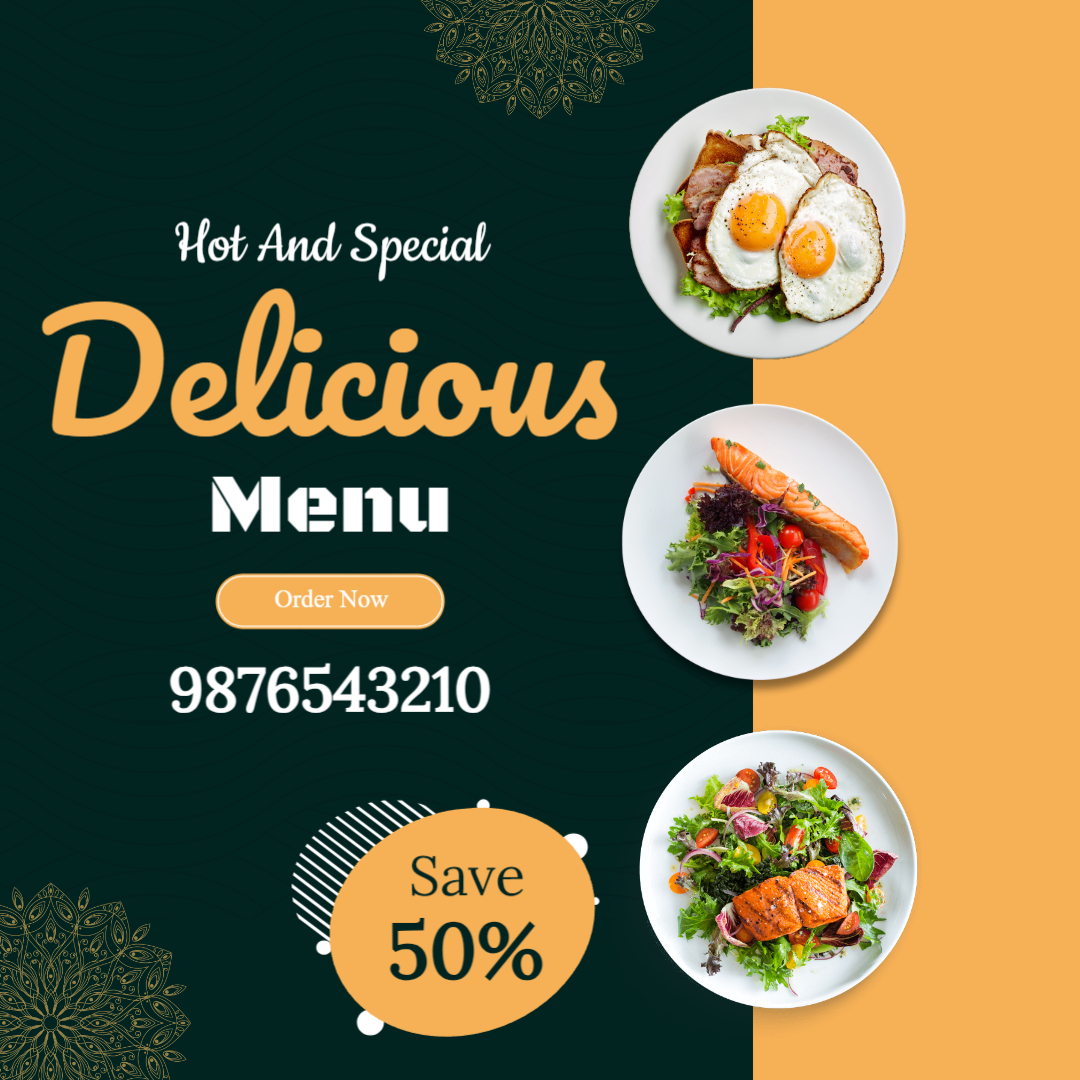 Hot And Special
Delicious
Menu
Order Now
9876543210
Save
50%